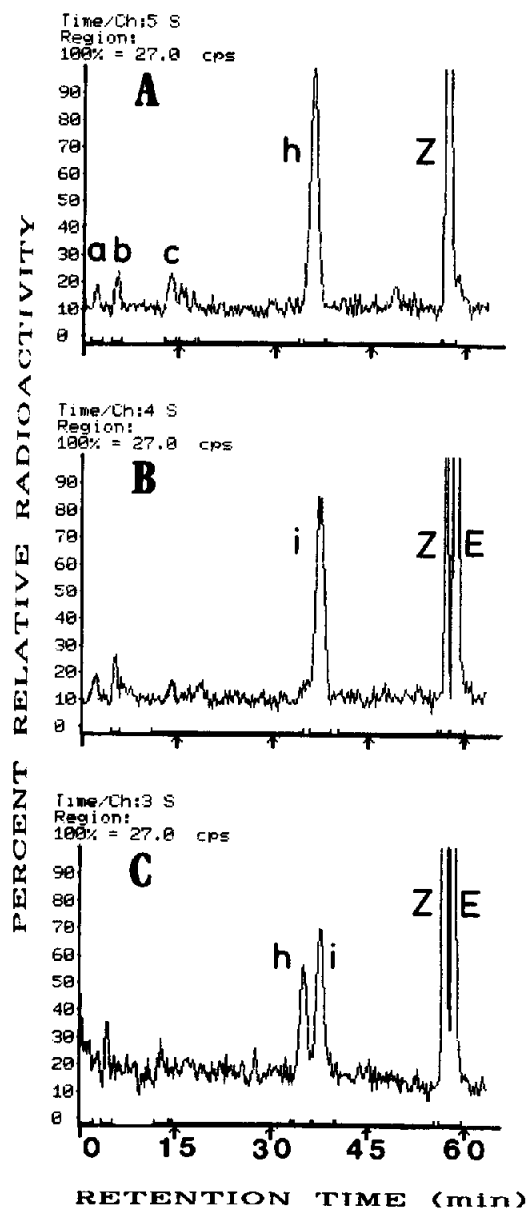 PERCENT RELATIVE RADIOACTIVITY
Time/Ch:5 S
Region:
100% = 27.0 cps
A
90
80
70
60
50
40
30
20
10
0
a b c h Z
Time/Ch:4 S
Region:
100% = 27.0 cps
B
90
80
70
60
50
40
30
20
10
0
i Z E
Time/Ch:3 S
Region:
100% = 27.0 cps
C
90
80
70
60
50
40
30
20
10
0
h i Z E
0 15 30 45 60
RETENTION TIME (min)